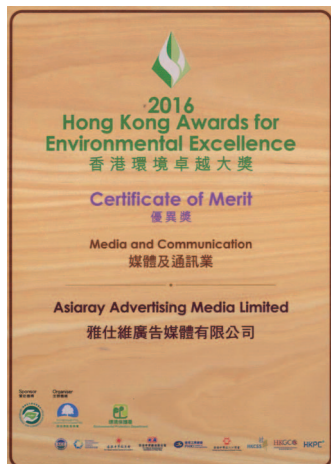 2016
Hong Kong Awards for
Environmental Excellence
香港環境卓越大獎
Certificate of Merit
優異獎
Media and Communication
媒體及通訊業
Asiaray Advertising Media Limited
雅仕維廣告媒體有限公司
Sponsor
Organiser
HKPC